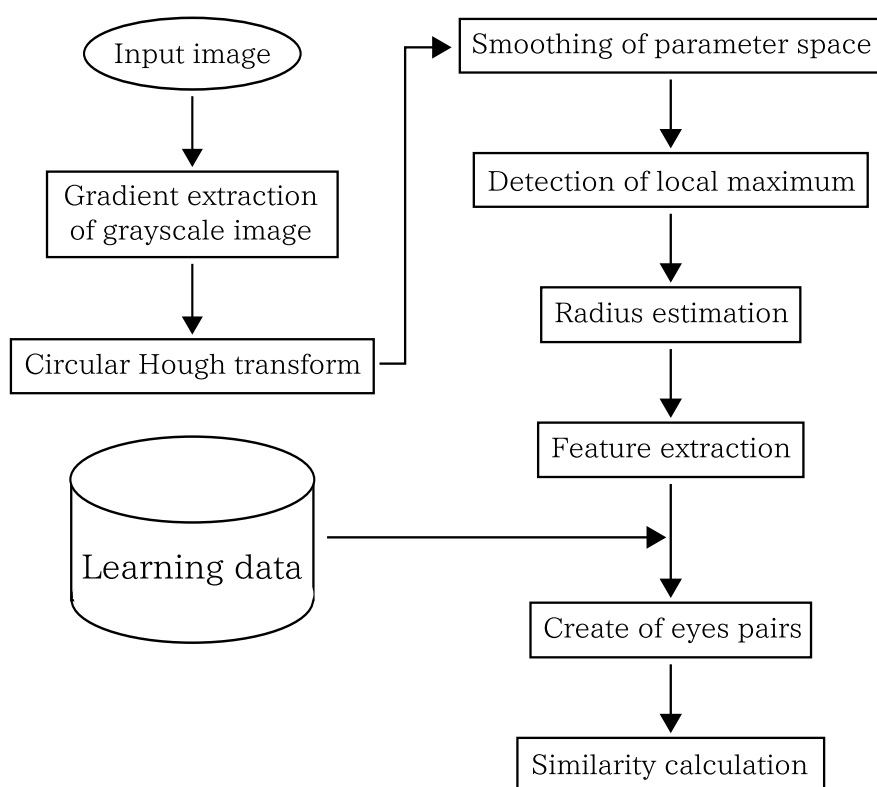 Input image
Gradient extraction
of grayscale image
Circular Hough transform
Smoothing of parameter space
Detection of local maximum
Radius estimation
Feature extraction
Learning data
Create of eyes pairs
Similarity calculation